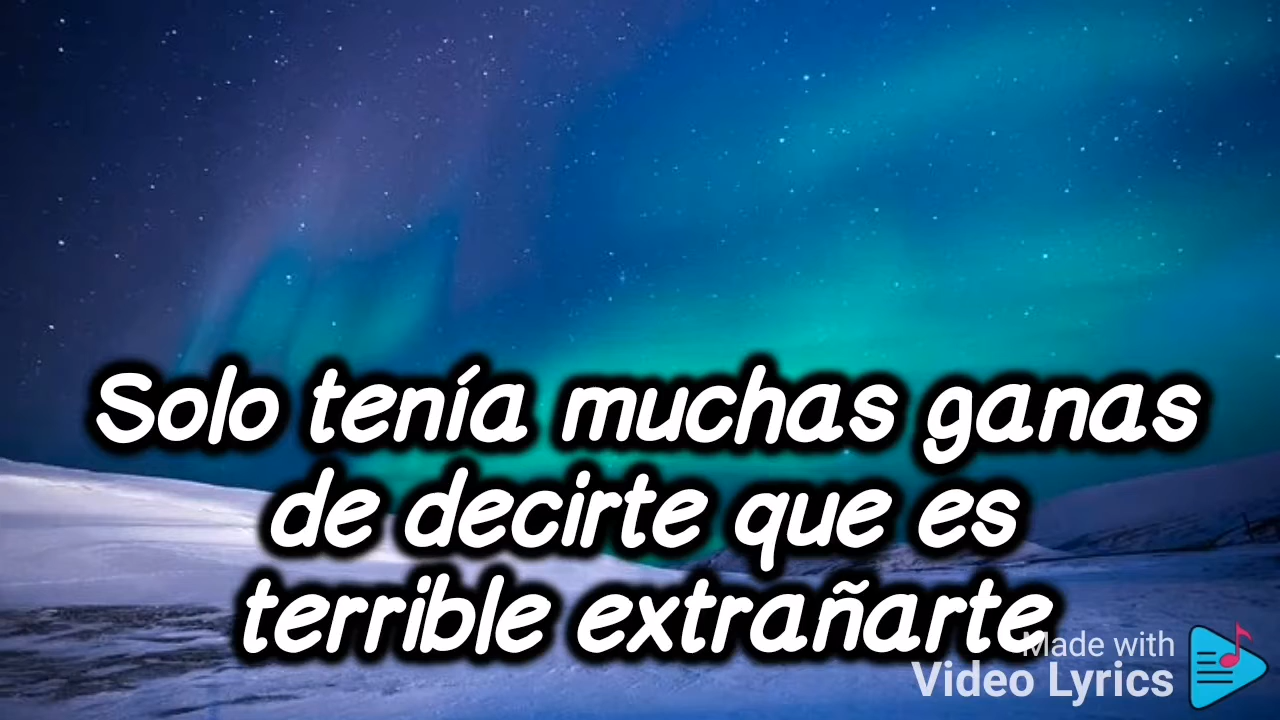 Solo tenía muchas ganas
de decirte que es
terrible extrañarte
Made with
Video Lyrics